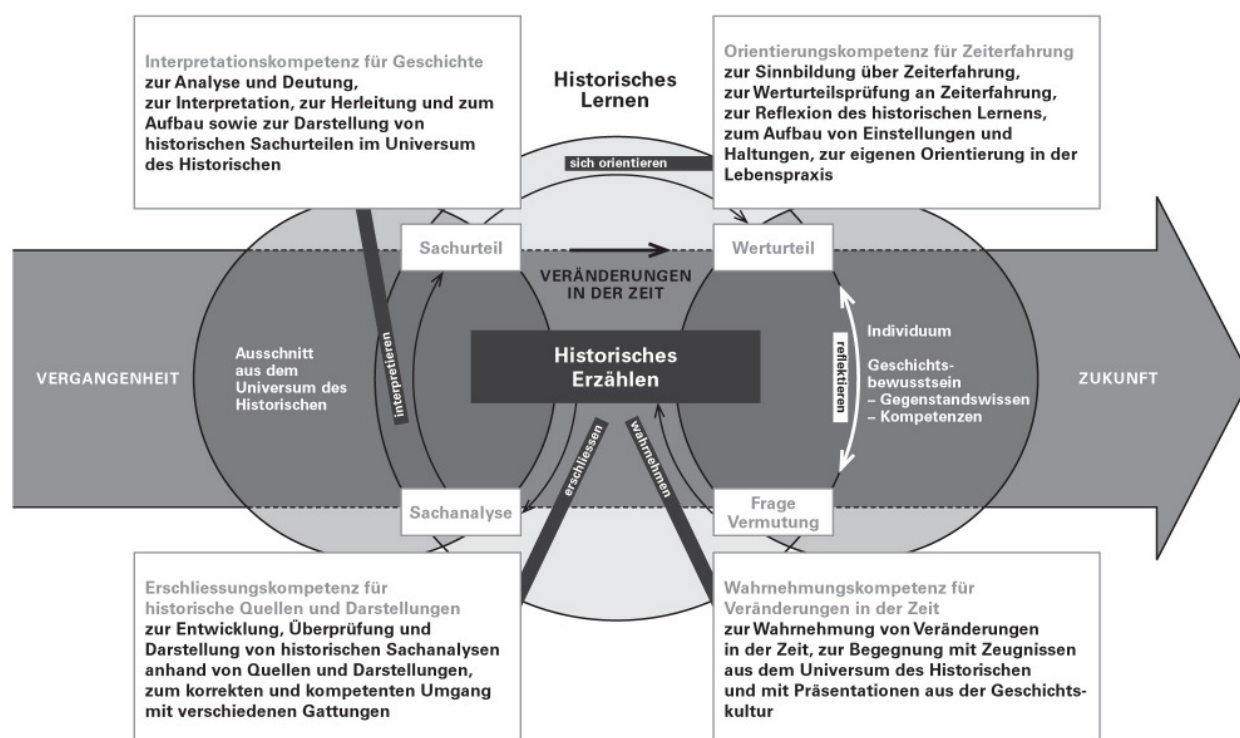 Interpretationskompetenz für Geschichte
zur Analyse und Deutung,
zur Interpretation, zur Herleitung und zum
Aufbau sowie zur Darstellung von
historischen Sachurteilen im Universum
des Historischen
Historisches
Lernen
Orientierungskompetenz für Zeiterfahrung
zur Sinnbildung über Zeiterfahrung,
zur Werturteilsprüfung an Zeiterfahrung,
zur Reflexion des historischen Lernens,
zum Aufbau von Einstellungen und
Haltungen, zur eigenen Orientierung in der
Lebenspraxis
sich orientieren
Sachurteil
Werturteil
VERÄNDERUNGEN
IN DER ZEIT
VERGANGENHEIT
Ausschnitt
aus dem
Universum des
Historischen
interpretieren
Historisches
Erzählen
reflektieren
Individuum
Geschichts-
bewusstsein
– Gegenstandswissen
– Kompetenzen
ZUKUNFT
erschliessen
wahrnehmen
Sachanalyse
Frage
Vermutung
Erschliessungskompetenz für
historische Quellen und Darstellungen
zur Entwicklung, Überprüfung und
Darstellung von historischen Sachanalysen
anhand von Quellen und Darstellungen,
zum korrekten und kompetenten Umgang
mit verschiedenen Gattungen
Wahrnehmungskompetenz für
Veränderungen in der Zeit
zur Wahrnehmung von Veränderungen
in der Zeit, zur Begegnung mit Zeugnissen
aus dem Universum des Historischen
und mit Präsentationen aus der Geschichts-
kultur